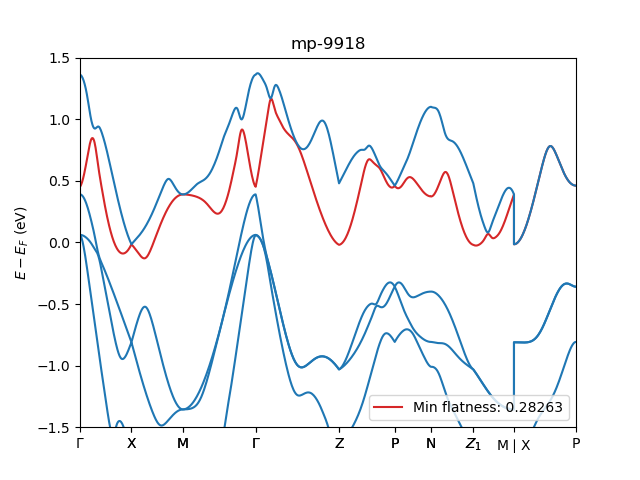 mp-9918
1.5
1.0
0.5
0.0
−0.5
−1.0
−1.5
E − E_F (eV)
Min flatness: 0.28263
Γ X M Γ Z P N Z₁ M | X P